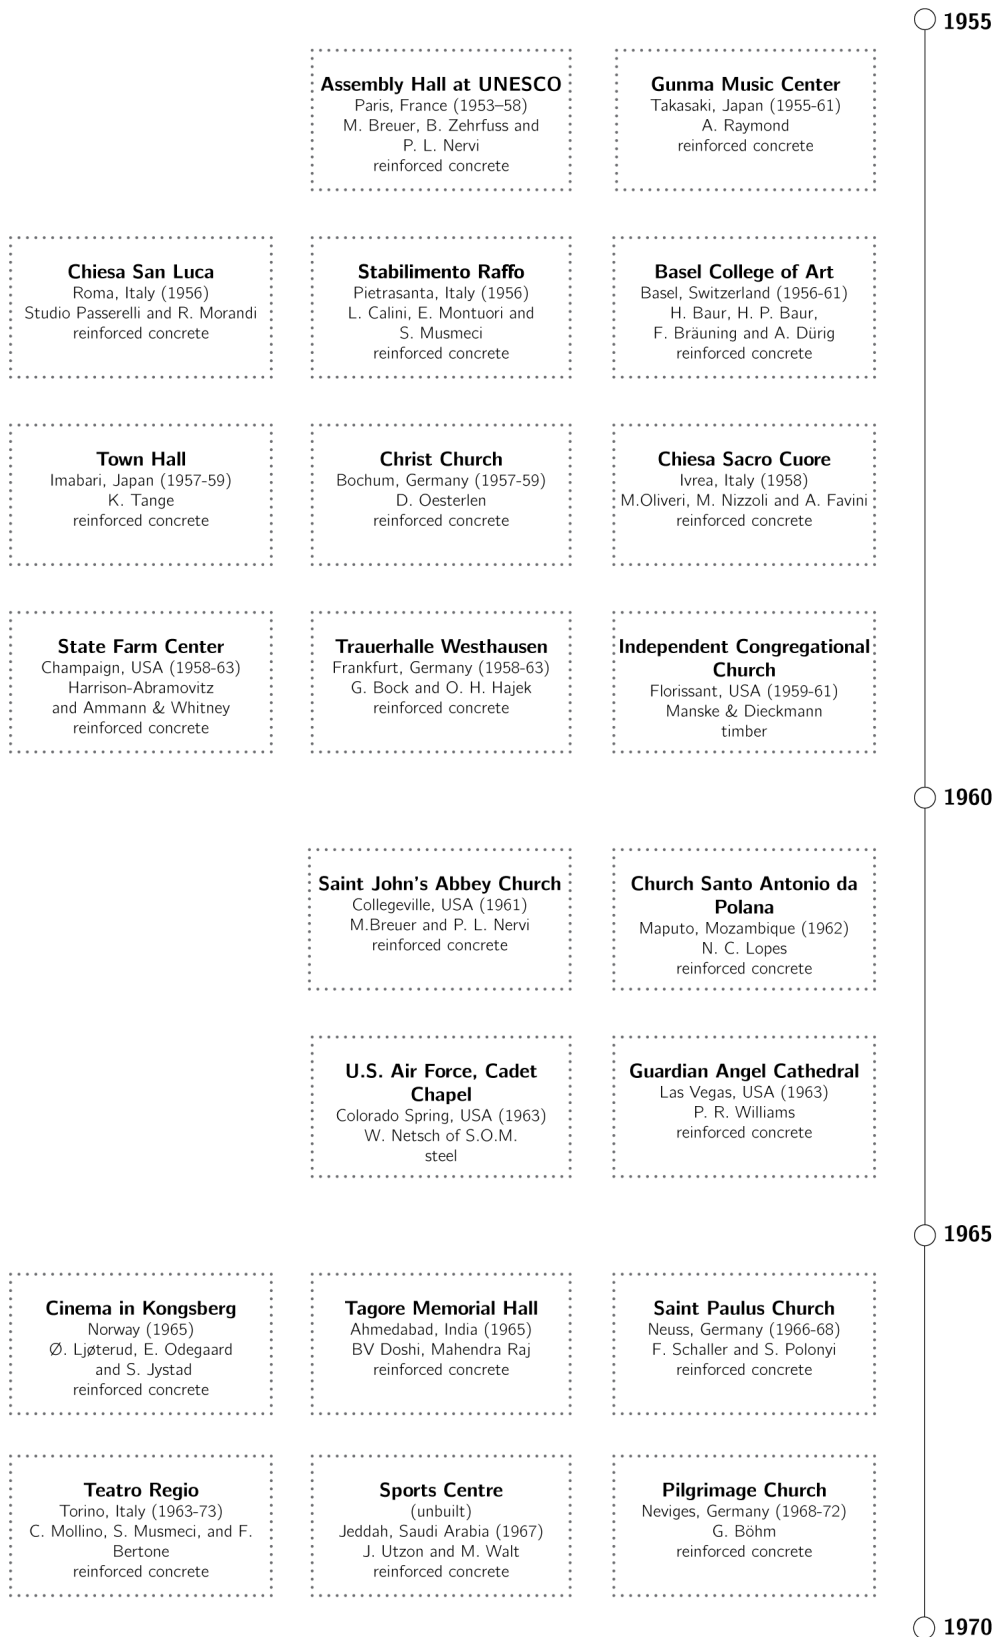 1955
Assembly Hall at UNESCO
Paris, France (1953–58)
M. Breuer, B. Zehrfuss and
P. L. Nervi
reinforced concrete
Gunma Music Center
Takasaki, Japan (1955-61)
A. Raymond
reinforced concrete
Chiesa San Luca
Roma, Italy (1956)
Studio Passerelli and R. Morandi
reinforced concrete
Stabilimento Raffo
Pietrasanta, Italy (1956)
L. Calini, E. Montuori and
S. Musmeci
reinforced concrete
Basel College of Art
Basel, Switzerland (1956-61)
H. Baur, H. P. Baur,
F. Bräuning and A. Dürig
reinforced concrete
Town Hall
Imabari, Japan (1957-59)
K. Tange
reinforced concrete
Christ Church
Bochum, Germany (1957-59)
D. Oesterlen
reinforced concrete
Chiesa Sacro Cuore
Ivrea, Italy (1958)
M.Oliveri, M. Nizzoli and A. Favini
reinforced concrete
State Farm Center
Champaign, USA (1958-63)
Harrison-Abramovitz
and Ammann & Whitney
reinforced concrete
Trauerhalle Westhausen
Frankfurt, Germany (1958-63)
G. Bock and O. H. Hajek
reinforced concrete
Independent Congregational
Church
Florissant, USA (1959-61)
Manske & Dieckmann
timber
1960
Saint John's Abbey Church
Collegeville, USA (1961)
M.Breuer and P. L. Nervi
reinforced concrete
Church Santo Antonio da
Polana
Maputo, Mozambique (1962)
N. C. Lopes
reinforced concrete
U.S. Air Force, Cadet
Chapel
Colorado Spring, USA (1963)
W. Netsch of S.O.M.
steel
Guardian Angel Cathedral
Las Vegas, USA (1963)
P. R. Williams
reinforced concrete
1965
Cinema in Kongsberg
Norway (1965)
Ø. Ljøterud, E. Odegaard
and S. Jystad
reinforced concrete
Tagore Memorial Hall
Ahmedabad, India (1965)
BV Doshi, Mahendra Raj
reinforced concrete
Saint Paulus Church
Neuss, Germany (1966-68)
F. Schaller and S. Polonyi
reinforced concrete
Teatro Regio
Torino, Italy (1963-73)
C. Mollino, S. Musmeci, and F.
Bertone
reinforced concrete
Sports Centre
(unbuilt)
Jeddah, Saudi Arabia (1967)
J. Utzon and M. Walt
reinforced concrete
Pilgrimage Church
Neviges, Germany (1968-72)
G. Böhm
reinforced concrete
1970